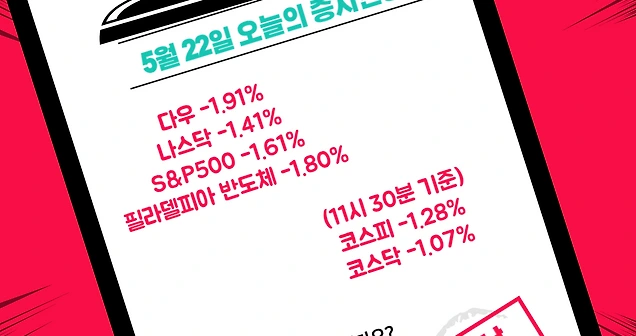 5월 22일 오늘의
다우 -1.91%
나스닥 -1.41%
S&P500 -1.61%
필라델피아 반도체 -1.80%
(11시 30분 기준)
코스피 -1.28%
코스닥 -1.07%